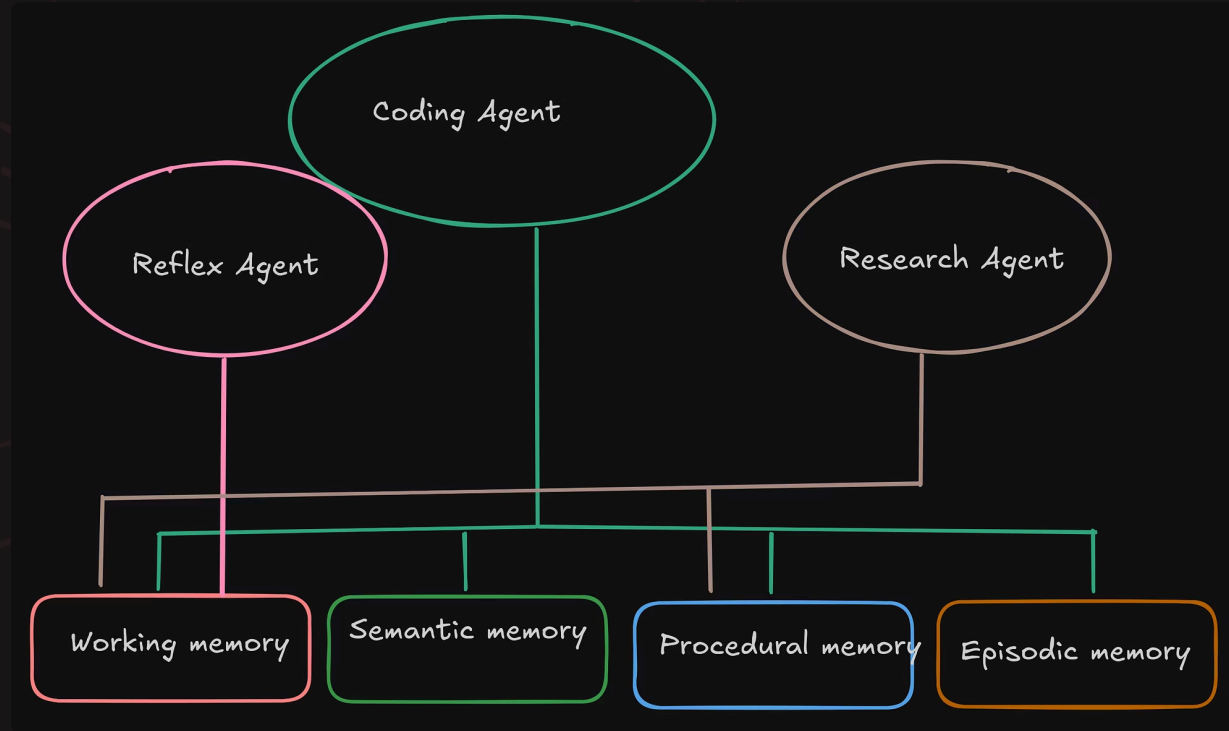 Coding Agent
Reflex Agent
Research Agent
Working memory
Semantic memory
Procedural memory
Episodic memory